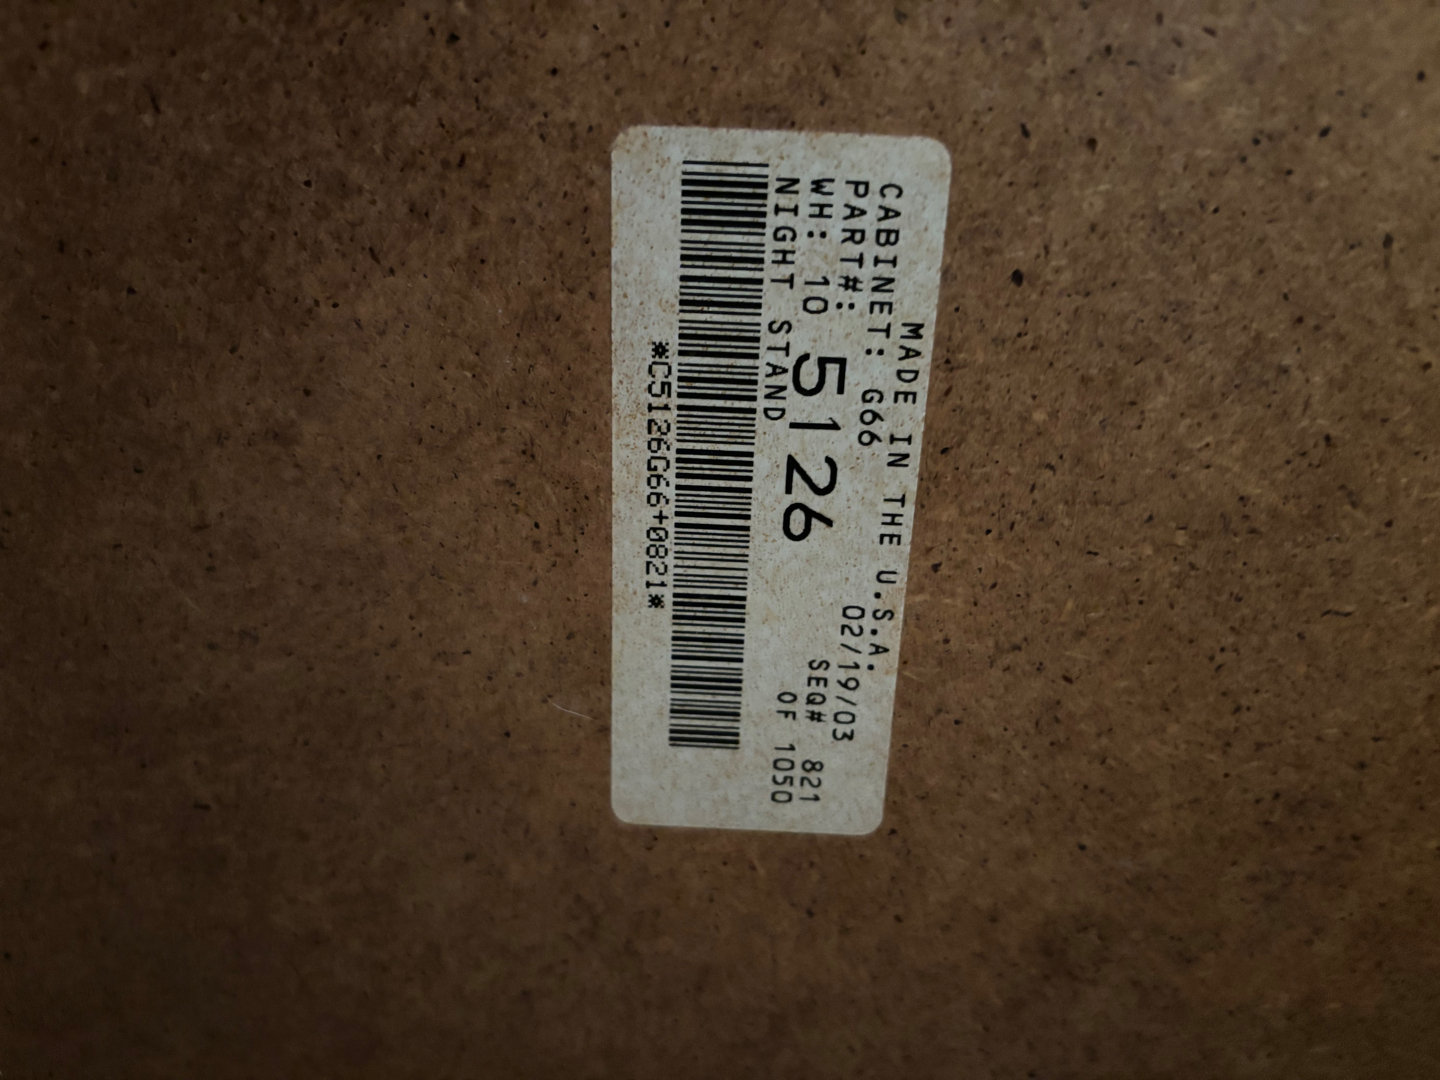 MADE IN THE U.S.A.
CABINET: G66 02/19/03
PART#: 5126 SEQ# 821
WH: 10 OF 1050
NIGHT STAND
*C5126G66+0821*